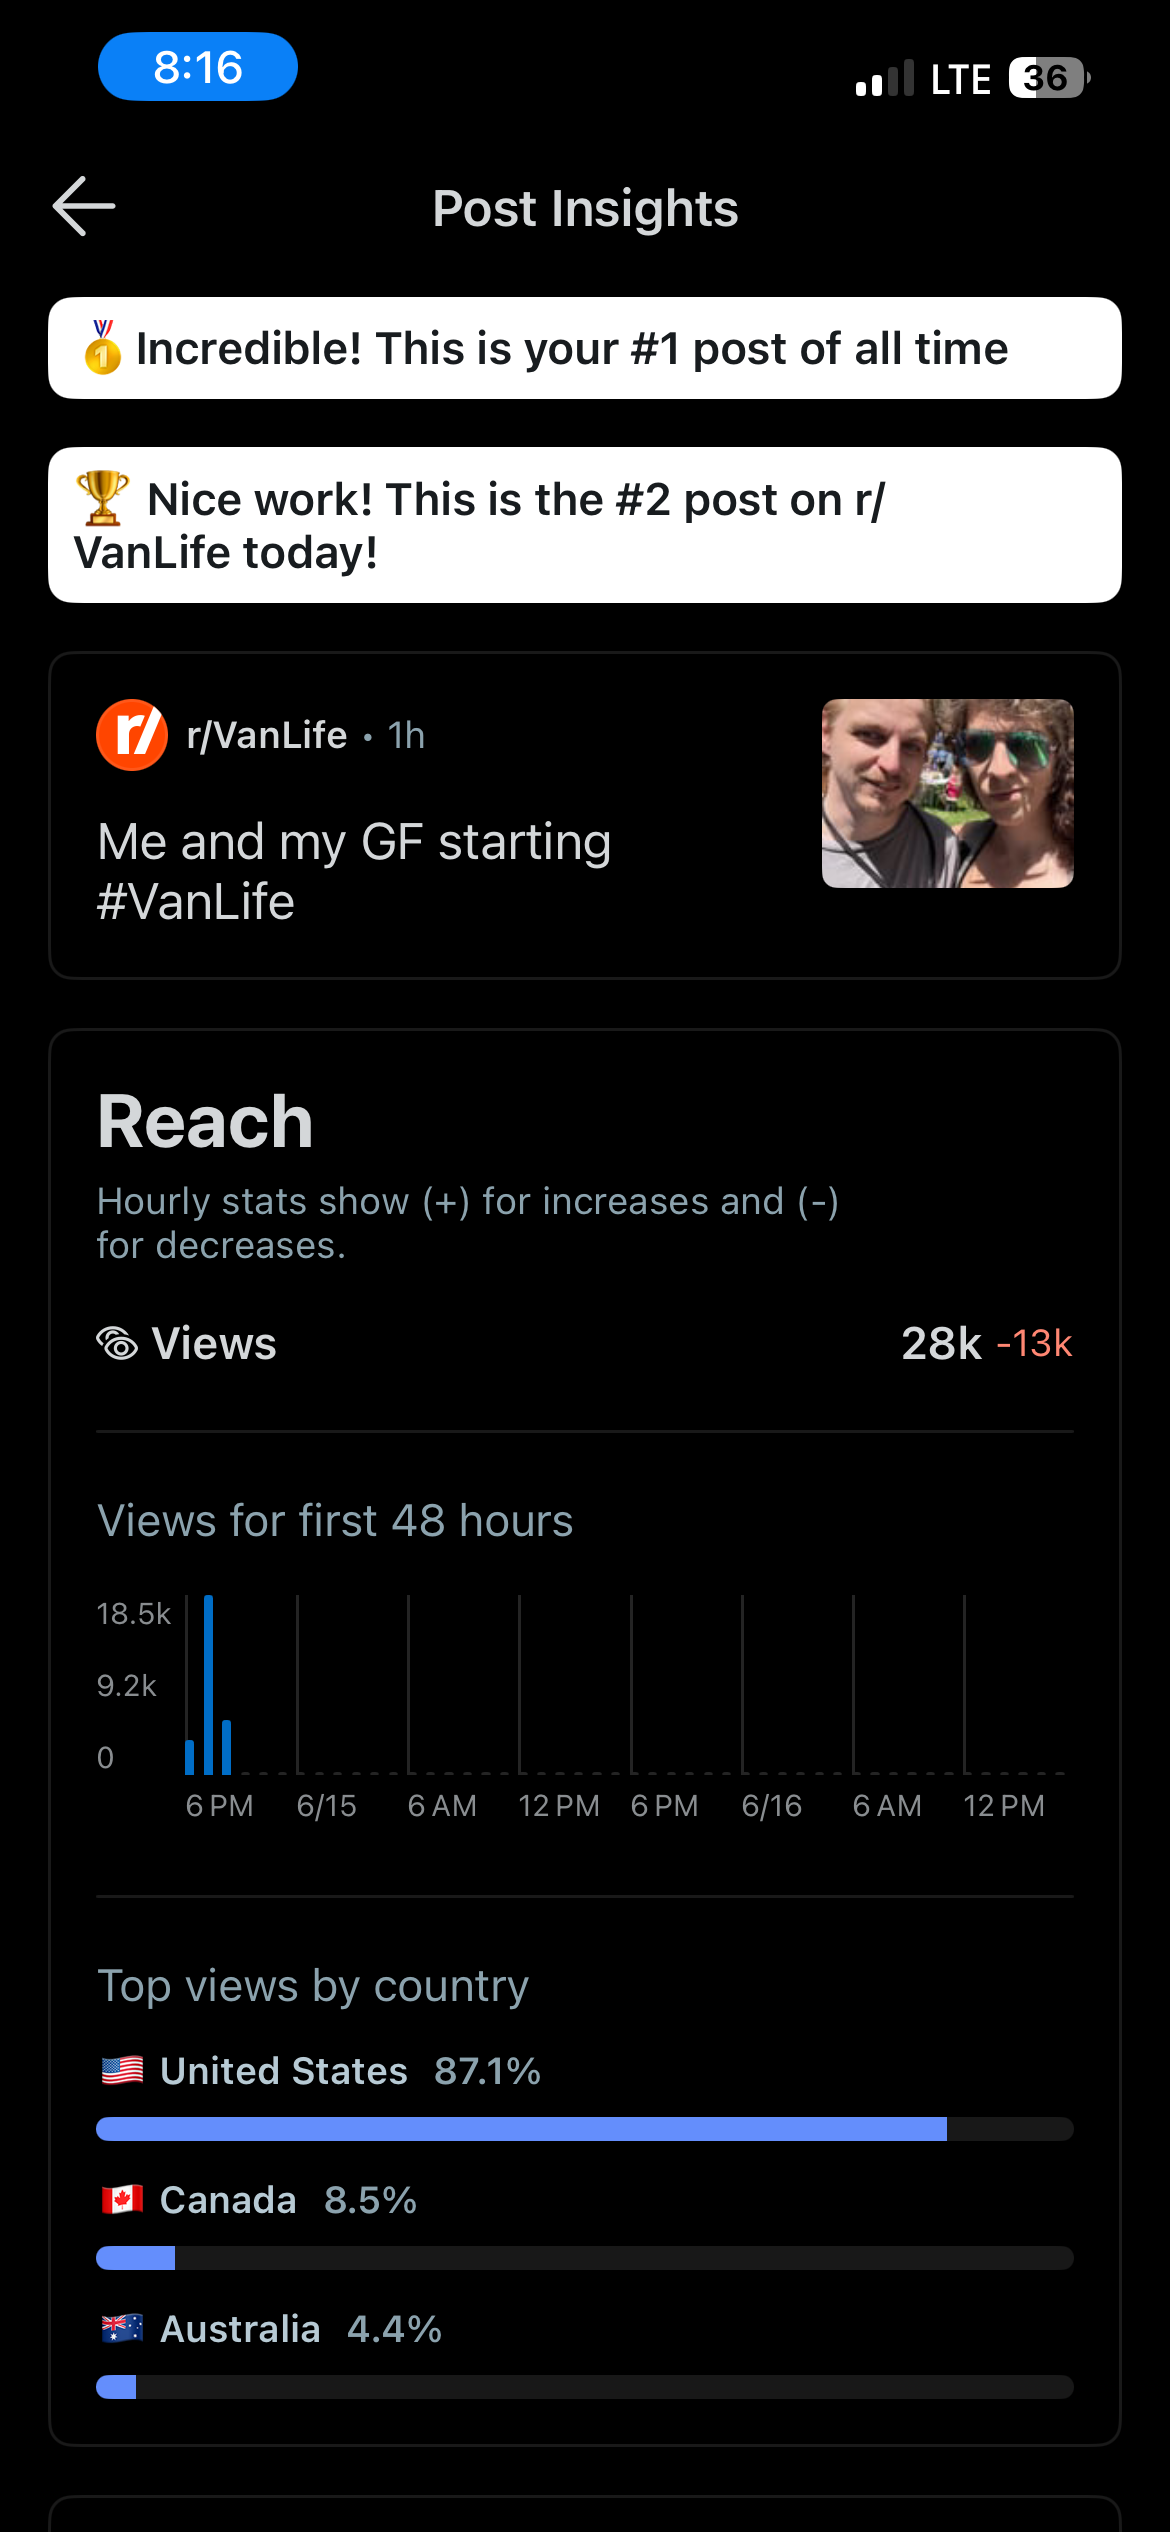 8:16
LTE 36
Post Insights
🥇 Incredible! This is your #1 post of all time
🏆 Nice work! This is the #2 post on r/
VanLife today!
r/VanLife • 1h
Me and my GF starting
#VanLife
Reach
Hourly stats show (+) for increases and (-)
for decreases.
Views 28k -13k
Views for first 48 hours
18.5k
9.2k
0
6 PM 6/15 6 AM 12 PM 6 PM 6/16 6 AM 12 PM
Top views by country
🇺🇸 United States 87.1%
🇨🇦 Canada 8.5%
🇦🇺 Australia 4.4%